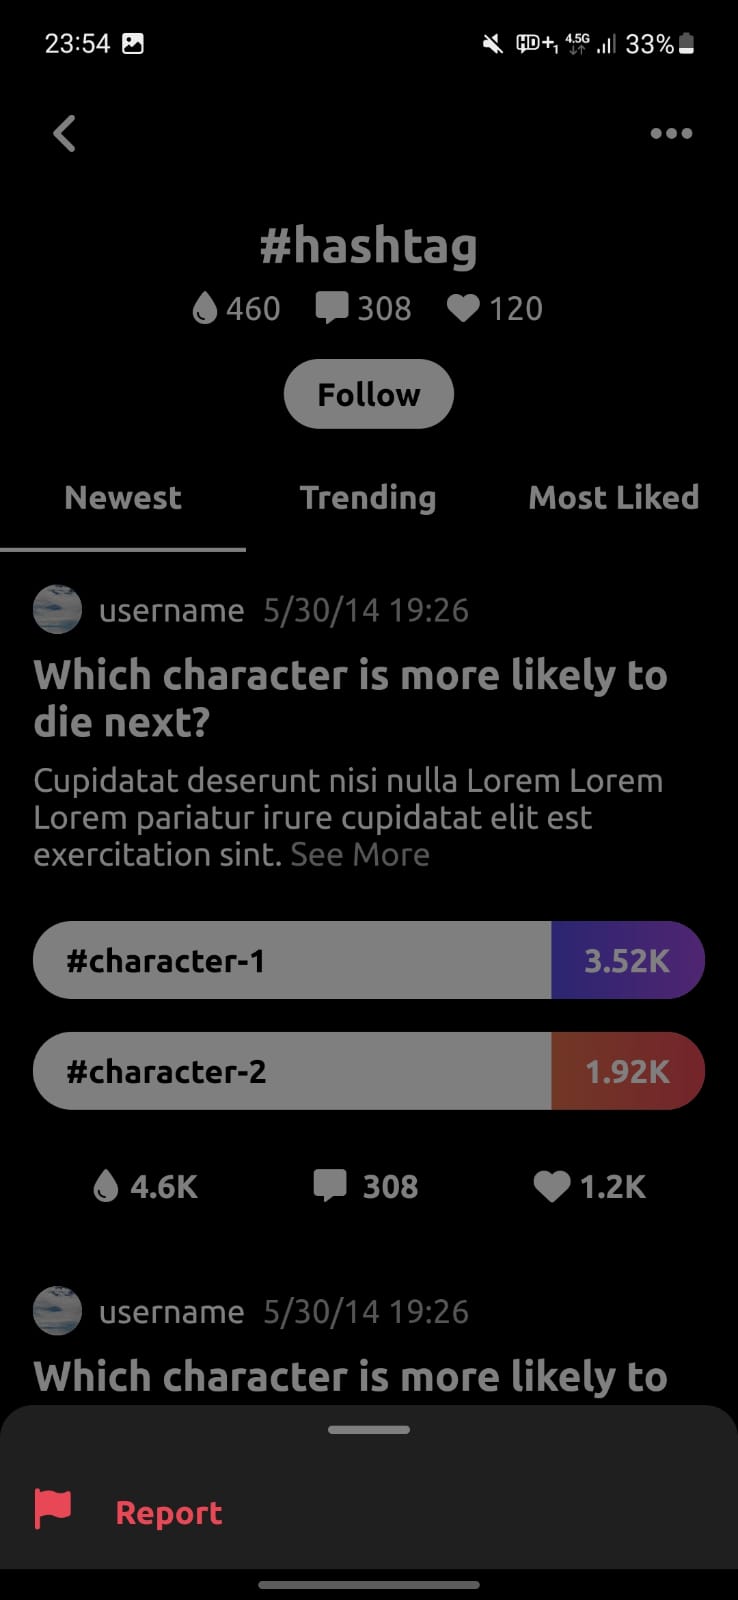 23:54 4.5G 33%
#hashtag
460 308 120
Follow
Newest Trending Most Liked
username 5/30/14 19:26
Which character is more likely to
die next?
Cupidatat deserunt nisi nulla Lorem Lorem
Lorem pariatur irure cupidatat elit est
exercitation sint. See More
#character-1 3.52K
#character-2 1.92K
4.6K 308 1.2K
username 5/30/14 19:26
Which character is more likely to
Report